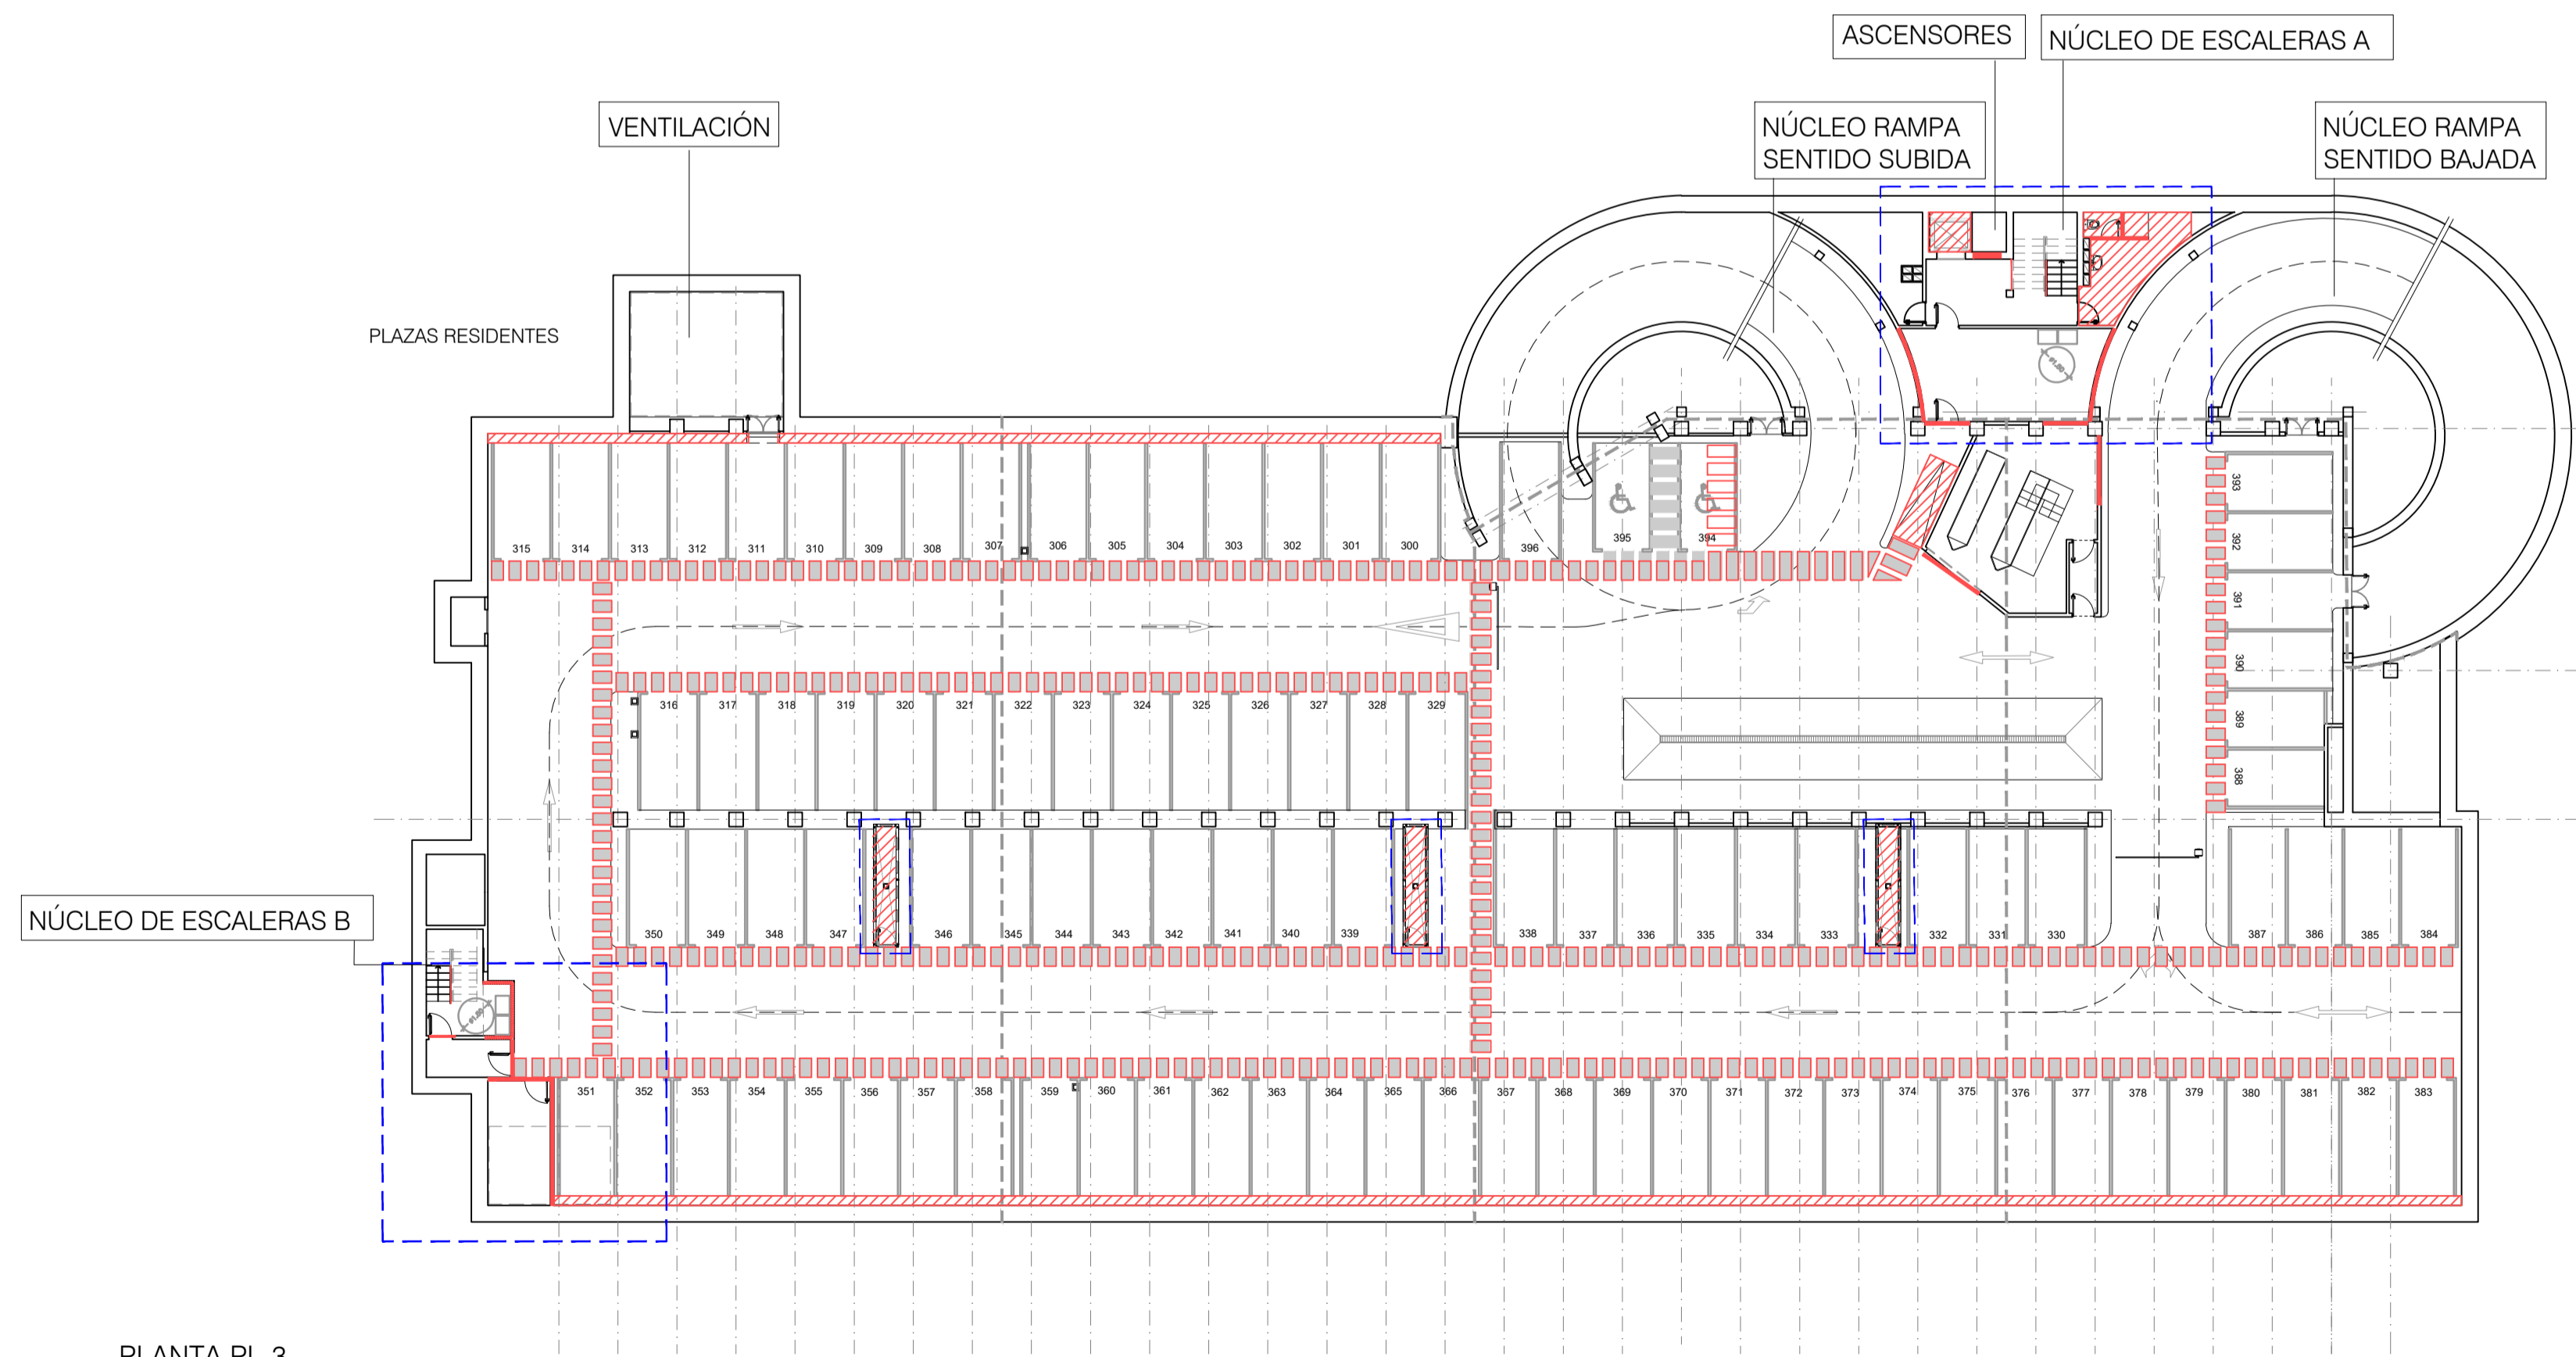 ASCENSORES
NÚCLEO DE ESCALERAS A
VENTILACIÓN
NÚCLEO RAMPA
SENTIDO SUBIDA
NÚCLEO RAMPA
SENTIDO BAJADA
PLAZAS RESIDENTES
315 314 313 312 311 310 309 308 307 306 305 304 303 302 301 300 396 395 394
393
392
391
390
389
388
316 317 318 319 320 321 322 323 324 325 326 327 328 329
NÚCLEO DE ESCALERAS B
350 349 348 347 346 345 344 343 342 341 340 339 338 337 336 335 334 333 332 331 330 387 386 385 384
351 352 353 354 355 356 357 358 359 360 361 362 363 364 365 366 367 368 369 370 371 372 373 374 375 376 377 378 379 380 381 382 383